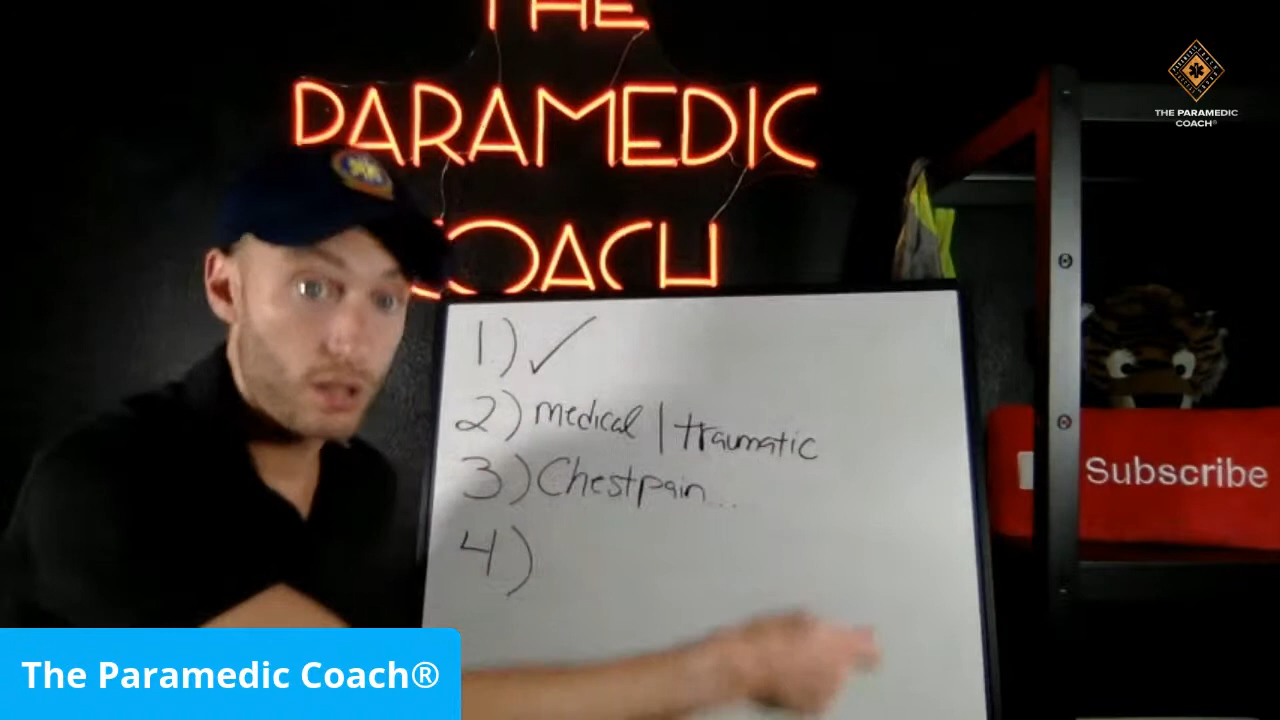 THE
PARAMEDIC
COACH
THE PARAMEDIC
COACH®
1) ✓
2) medical | traumatic
3) Chestpain...
4)
Subscribe
The Paramedic Coach®